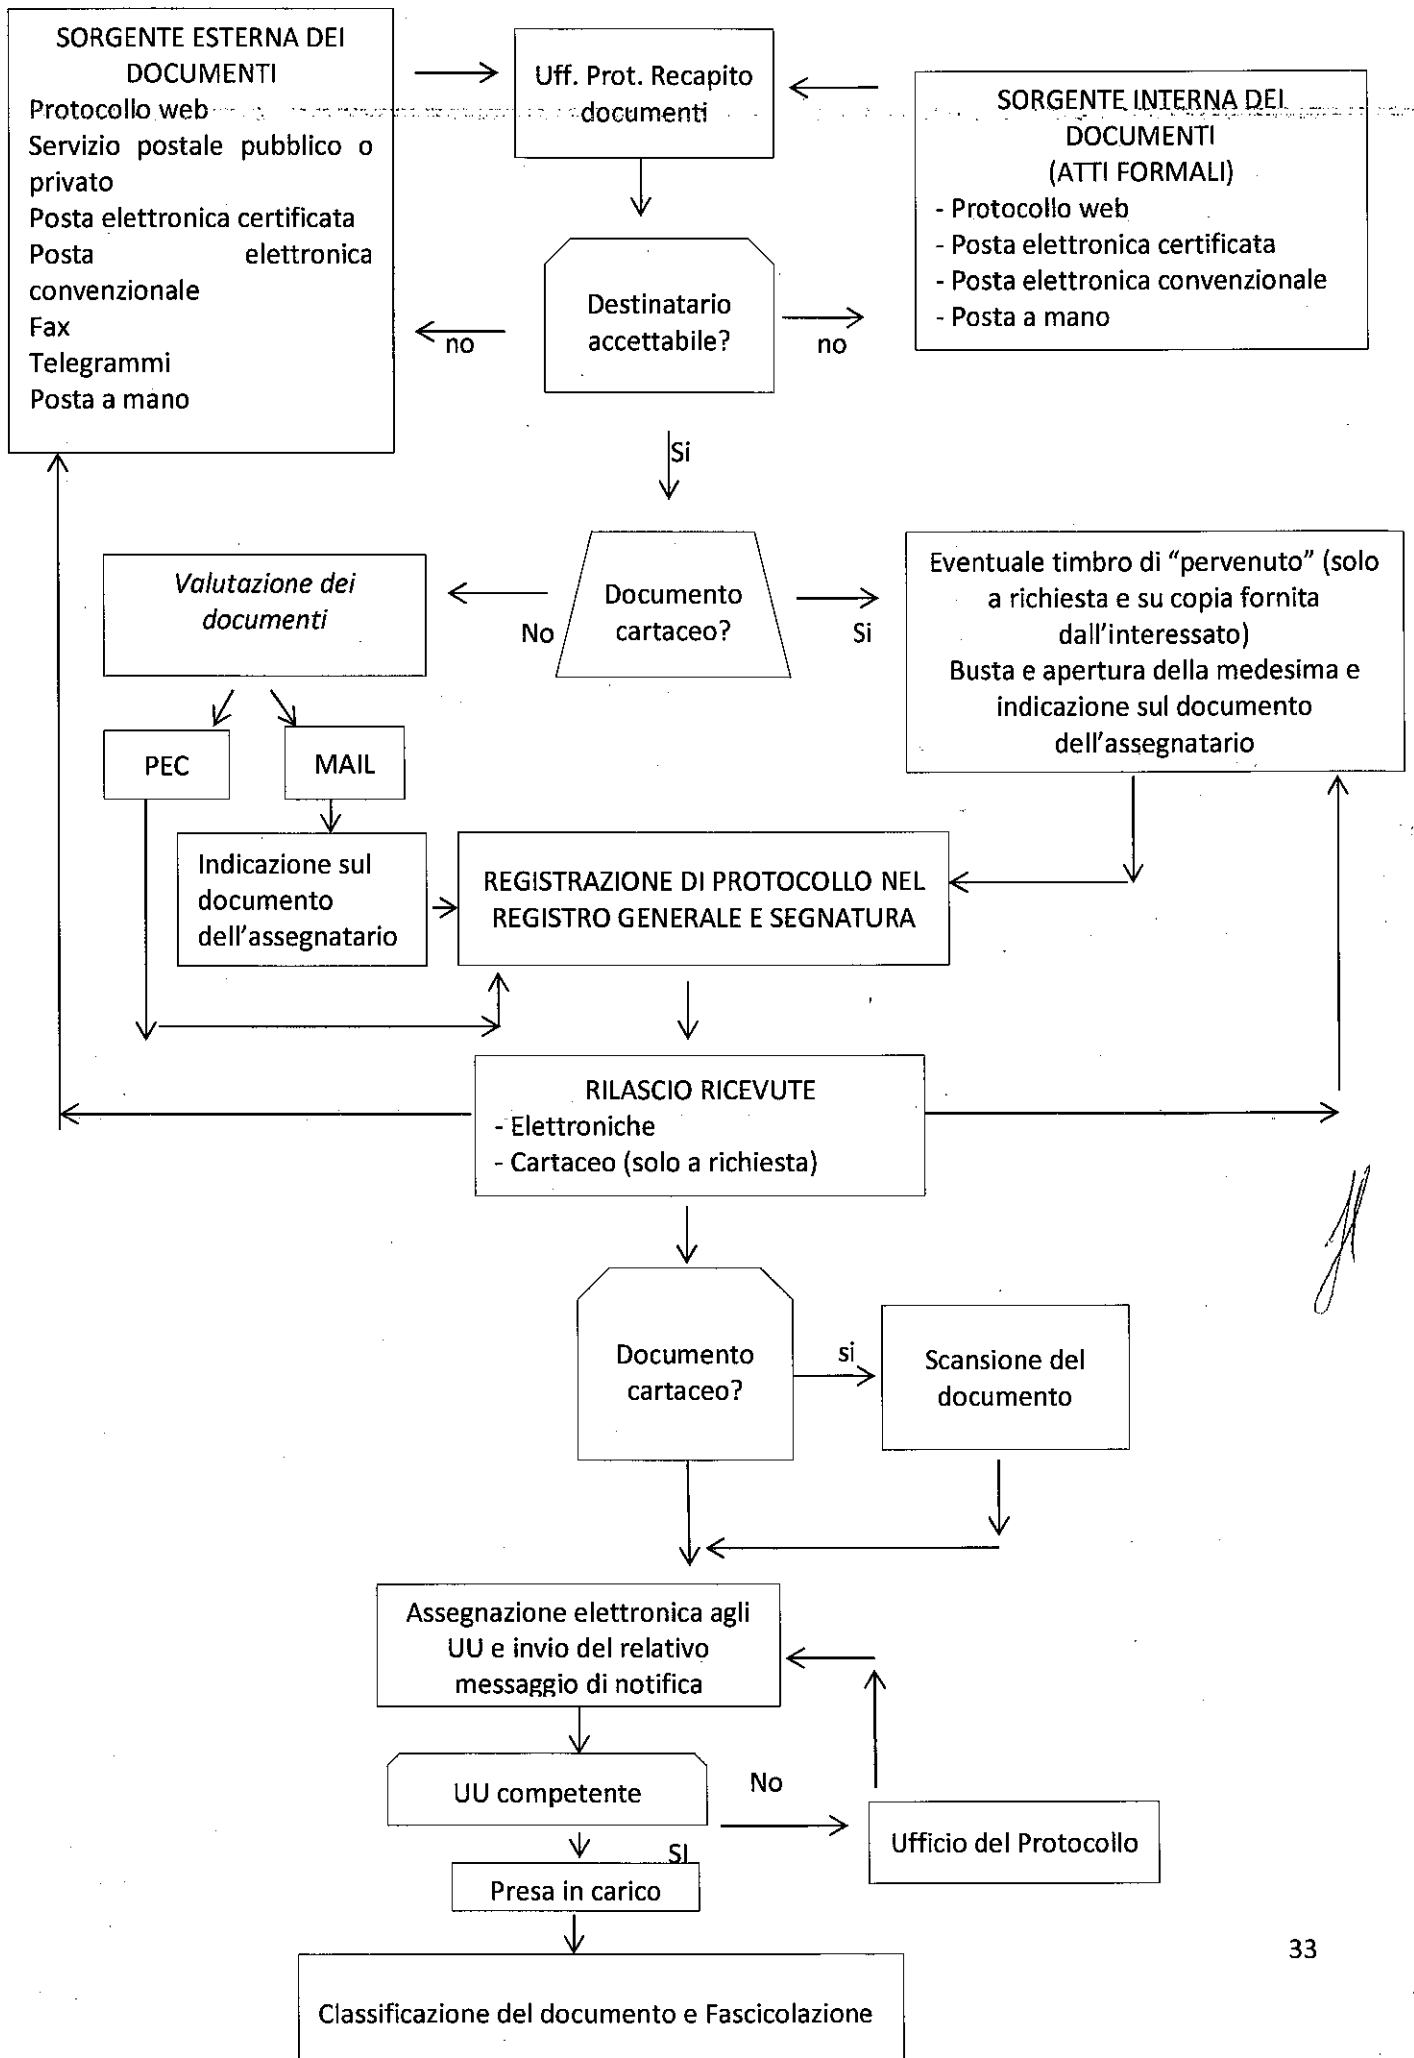 SORGENTE ESTERNA DEI
DOCUMENTI
Protocollo web
Servizio postale pubblico o
privato
Posta elettronica certificata
Posta elettronica
convenzionale
Fax
Telegrammi
Posta a mano
Uff. Prot. Recapito
documenti
SORGENTE INTERNA DEI
DOCUMENTI
(ATTI FORMALI)
- Protocollo web
- Posta elettronica certificata
- Posta elettronica convenzionale
- Posta a mano
Destinatario
accettabile?
no
no
Si
Valutazione dei
documenti
No
Documento
cartaceo?
Si
Eventuale timbro di “pervenuto” (solo
a richiesta e su copia fornita
dall’interessato)
Busta e apertura della medesima e
indicazione sul documento
dell’assegnatario
PEC
MAIL
Indicazione sul
documento
dell’assegnatario
REGISTRAZIONE DI PROTOCOLLO NEL
REGISTRO GENERALE E SEGNATURA
RILASCIO RICEVUTE
- Elettroniche
- Cartaceo (solo a richiesta)
Documento
cartaceo?
si
Scansione del
documento
Assegnazione elettronica agli
UU e invio del relativo
messaggio di notifica
UU competente
No
Ufficio del Protocollo
SI
Presa in carico
33
Classificazione del documento e Fascicolazione